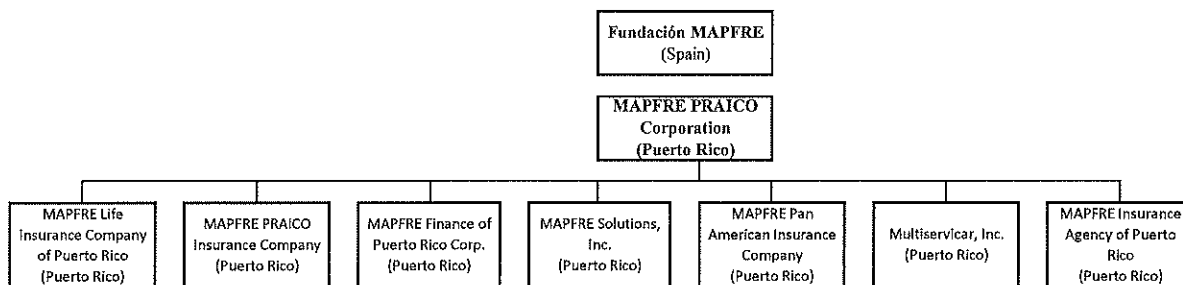 Fundación MAPFRE
(Spain)
MAPFRE PRAICO
Corporation
(Puerto Rico)
MAPFRE Life
Insurance Company
of Puerto Rico
(Puerto Rico)
MAPFRE PRAICO
Insurance Company
(Puerto Rico)
MAPFRE Finance of
Puerto Rico Corp.
(Puerto Rico)
MAPFRE Solutions,
Inc.
(Puerto Rico)
MAPFRE Pan
American Insurance
Company
(Puerto Rico)
Multiservicar, Inc.
(Puerto Rico)
MAPFRE Insurance
Agency of Puerto
Rico
(Puerto Rico)